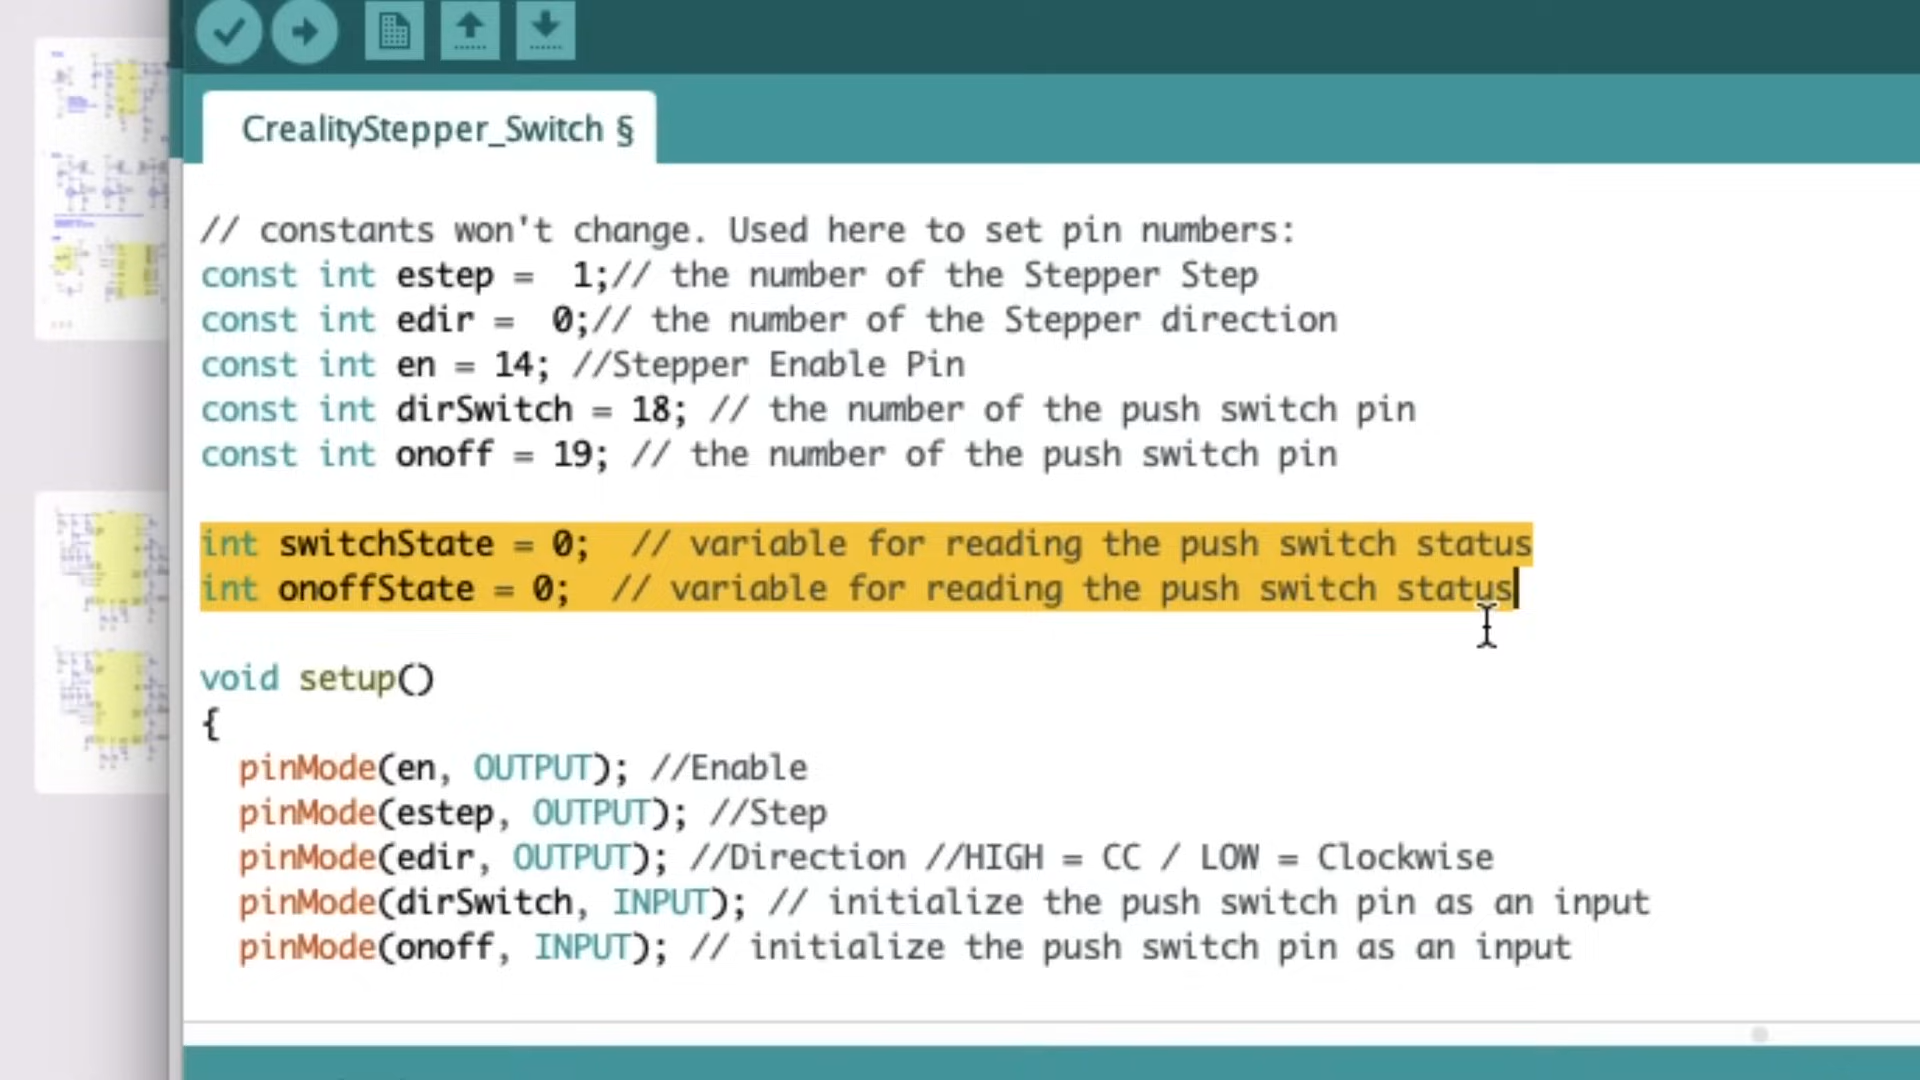 CrealityStepper_Switch §
// constants won't change. Used here to set pin numbers:
const int estep =  1;// the number of the Stepper Step
const int edir =  0;// the number of the Stepper direction
const int en = 14; //Stepper Enable Pin
const int dirSwitch = 18; // the number of the push switch pin
const int onoff = 19; // the number of the push switch pin
int switchState = 0;  // variable for reading the push switch status
int onoffState = 0;  // variable for reading the push switch status
void setup()
{
  pinMode(en, OUTPUT); //Enable
  pinMode(estep, OUTPUT); //Step
  pinMode(edir, OUTPUT); //Direction //HIGH = CC / LOW = Clockwise
  pinMode(dirSwitch, INPUT); // initialize the push switch pin as an input
  pinMode(onoff, INPUT); // initialize the push switch pin as an input